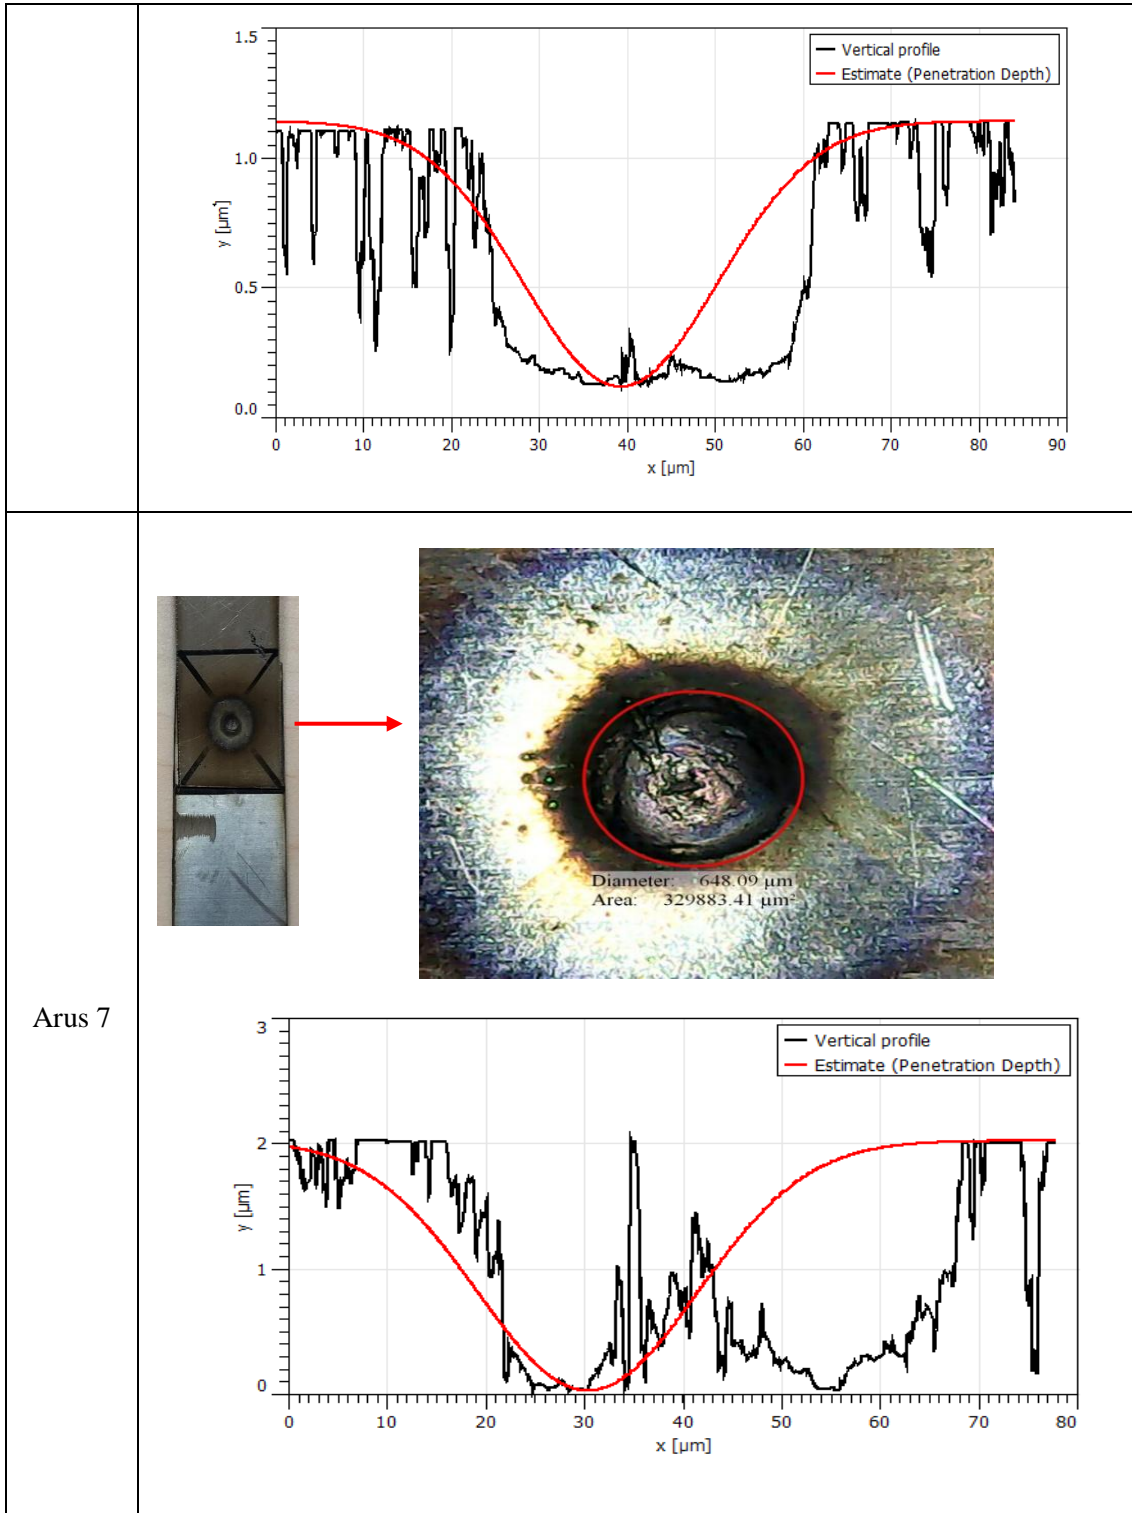 1.5
1.0
0.5
0.0
y [µm]
Vertical profile
Estimate (Penetration Depth)
0 10 20 30 40 50 60 70 80 90
x [µm]
Arus 7
Diameter: 648.09 µm
Area: 329883.41 µm²
3
2
1
0
y [µm]
Vertical profile
Estimate (Penetration Depth)
0 10 20 30 40 50 60 70 80
x [µm]